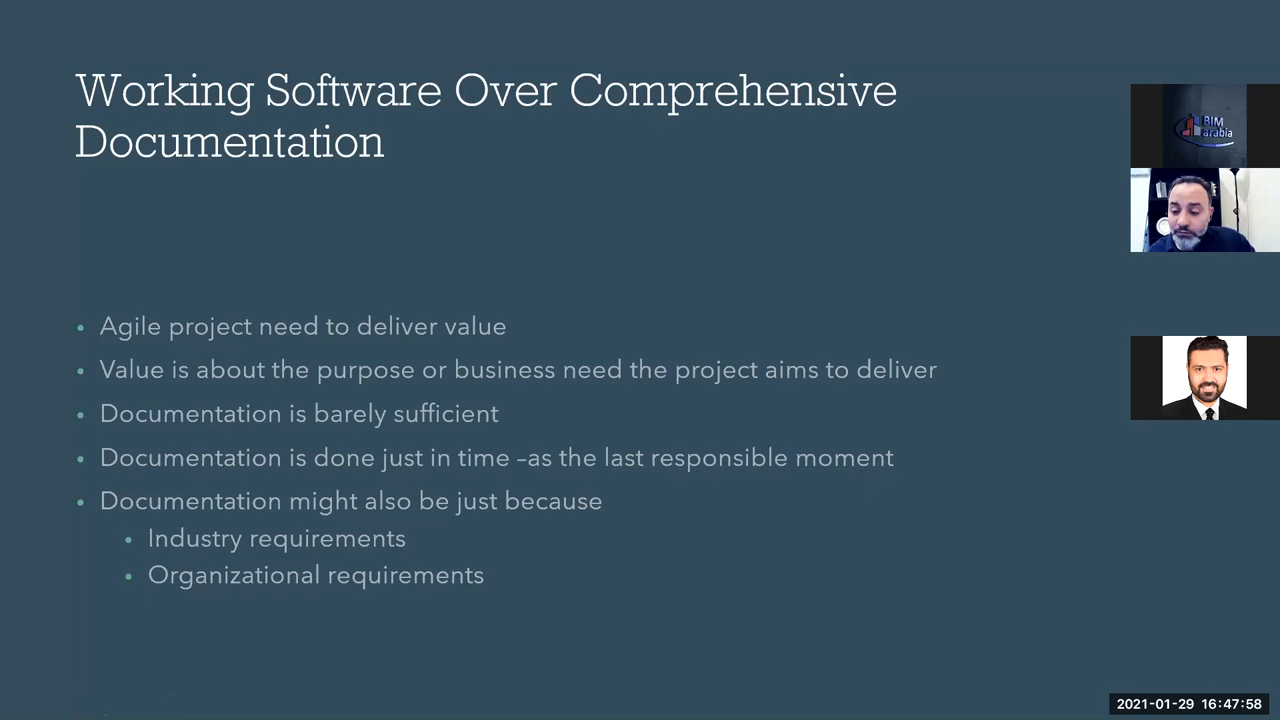 Working Software Over Comprehensive
Documentation
• Agile project need to deliver value
• Value is about the purpose or business need the project aims to deliver
• Documentation is barely sufficient
• Documentation is done just in time –as the last responsible moment
• Documentation might also be just because
• Industry requirements
• Organizational requirements
BIM
arabia
2021-01-29 16:47:58